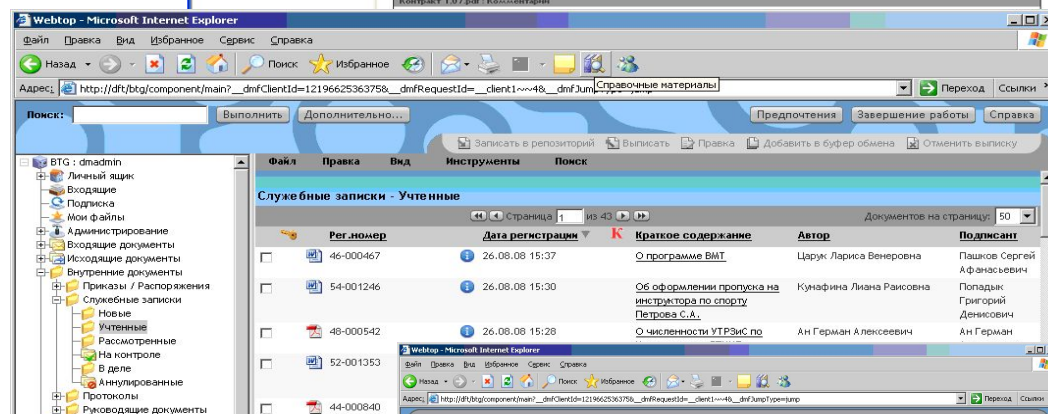 Контракт 1.07.pdf : Комментарии
Webtop - Microsoft Internet Explorer
Файл Правка Вид Избранное Сервис Справка
Назад Поиск Избранное
Адрес: http://dft/btg/component/main?__dmfClientId=1219662536375&__dmfRequestId=__client1~~4&__dmfJumpType=jump Переход Ссылки
Справочные материалы
Поиск: Выполнить Дополнительно... Предпочтения Завершение работы Справка
Записать в репозиторий Выписать Правка Добавить в буфер обмена Отменить выписку
BTG : dmadmin
Личный ящик
Входящие
Подписка
Мои файлы
Администрирование
Входящие документы
Исходящие документы
Внутренние документы
Приказы / Распоряжения
Служебные записки
Новые
Учтенные
Рассмотренные
На контроле
В деле
Аннулированные
Протоколы
Руководящие документы
Файл Правка Вид Инструменты Поиск
Служебные записки - Учтенные
Страница 1 из 43 Документов на страницу: 50
Рег.номер Дата регистрации К Краткое содержание Автор Подписант
46-000467 26.08.08 15:37 О программе ВМТ Царук Лариса Венеровна Пашков Сергей
Афанасьевич
54-001246 26.08.08 15:30 Об оформлении пропуска на Кунафина Лиана Раисовна Попадык
инструктора по спорту Григорий
Петрова С.А. Денисович
48-000542 26.08.08 15:28 О численности УТРЗиС по Ан Герман Алексеевич Ан Герман
52-001353
44-000840
Webtop - Microsoft Internet Explorer
Файл Правка Вид Избранное Сервис Справка
Назад Поиск Избранное
Адрес: http://dft/btg/component/main?__dmfClientId=1219662536375&__dmfRequestId=__client1~~4&__dmfJumpType=jump Переход Ссылки